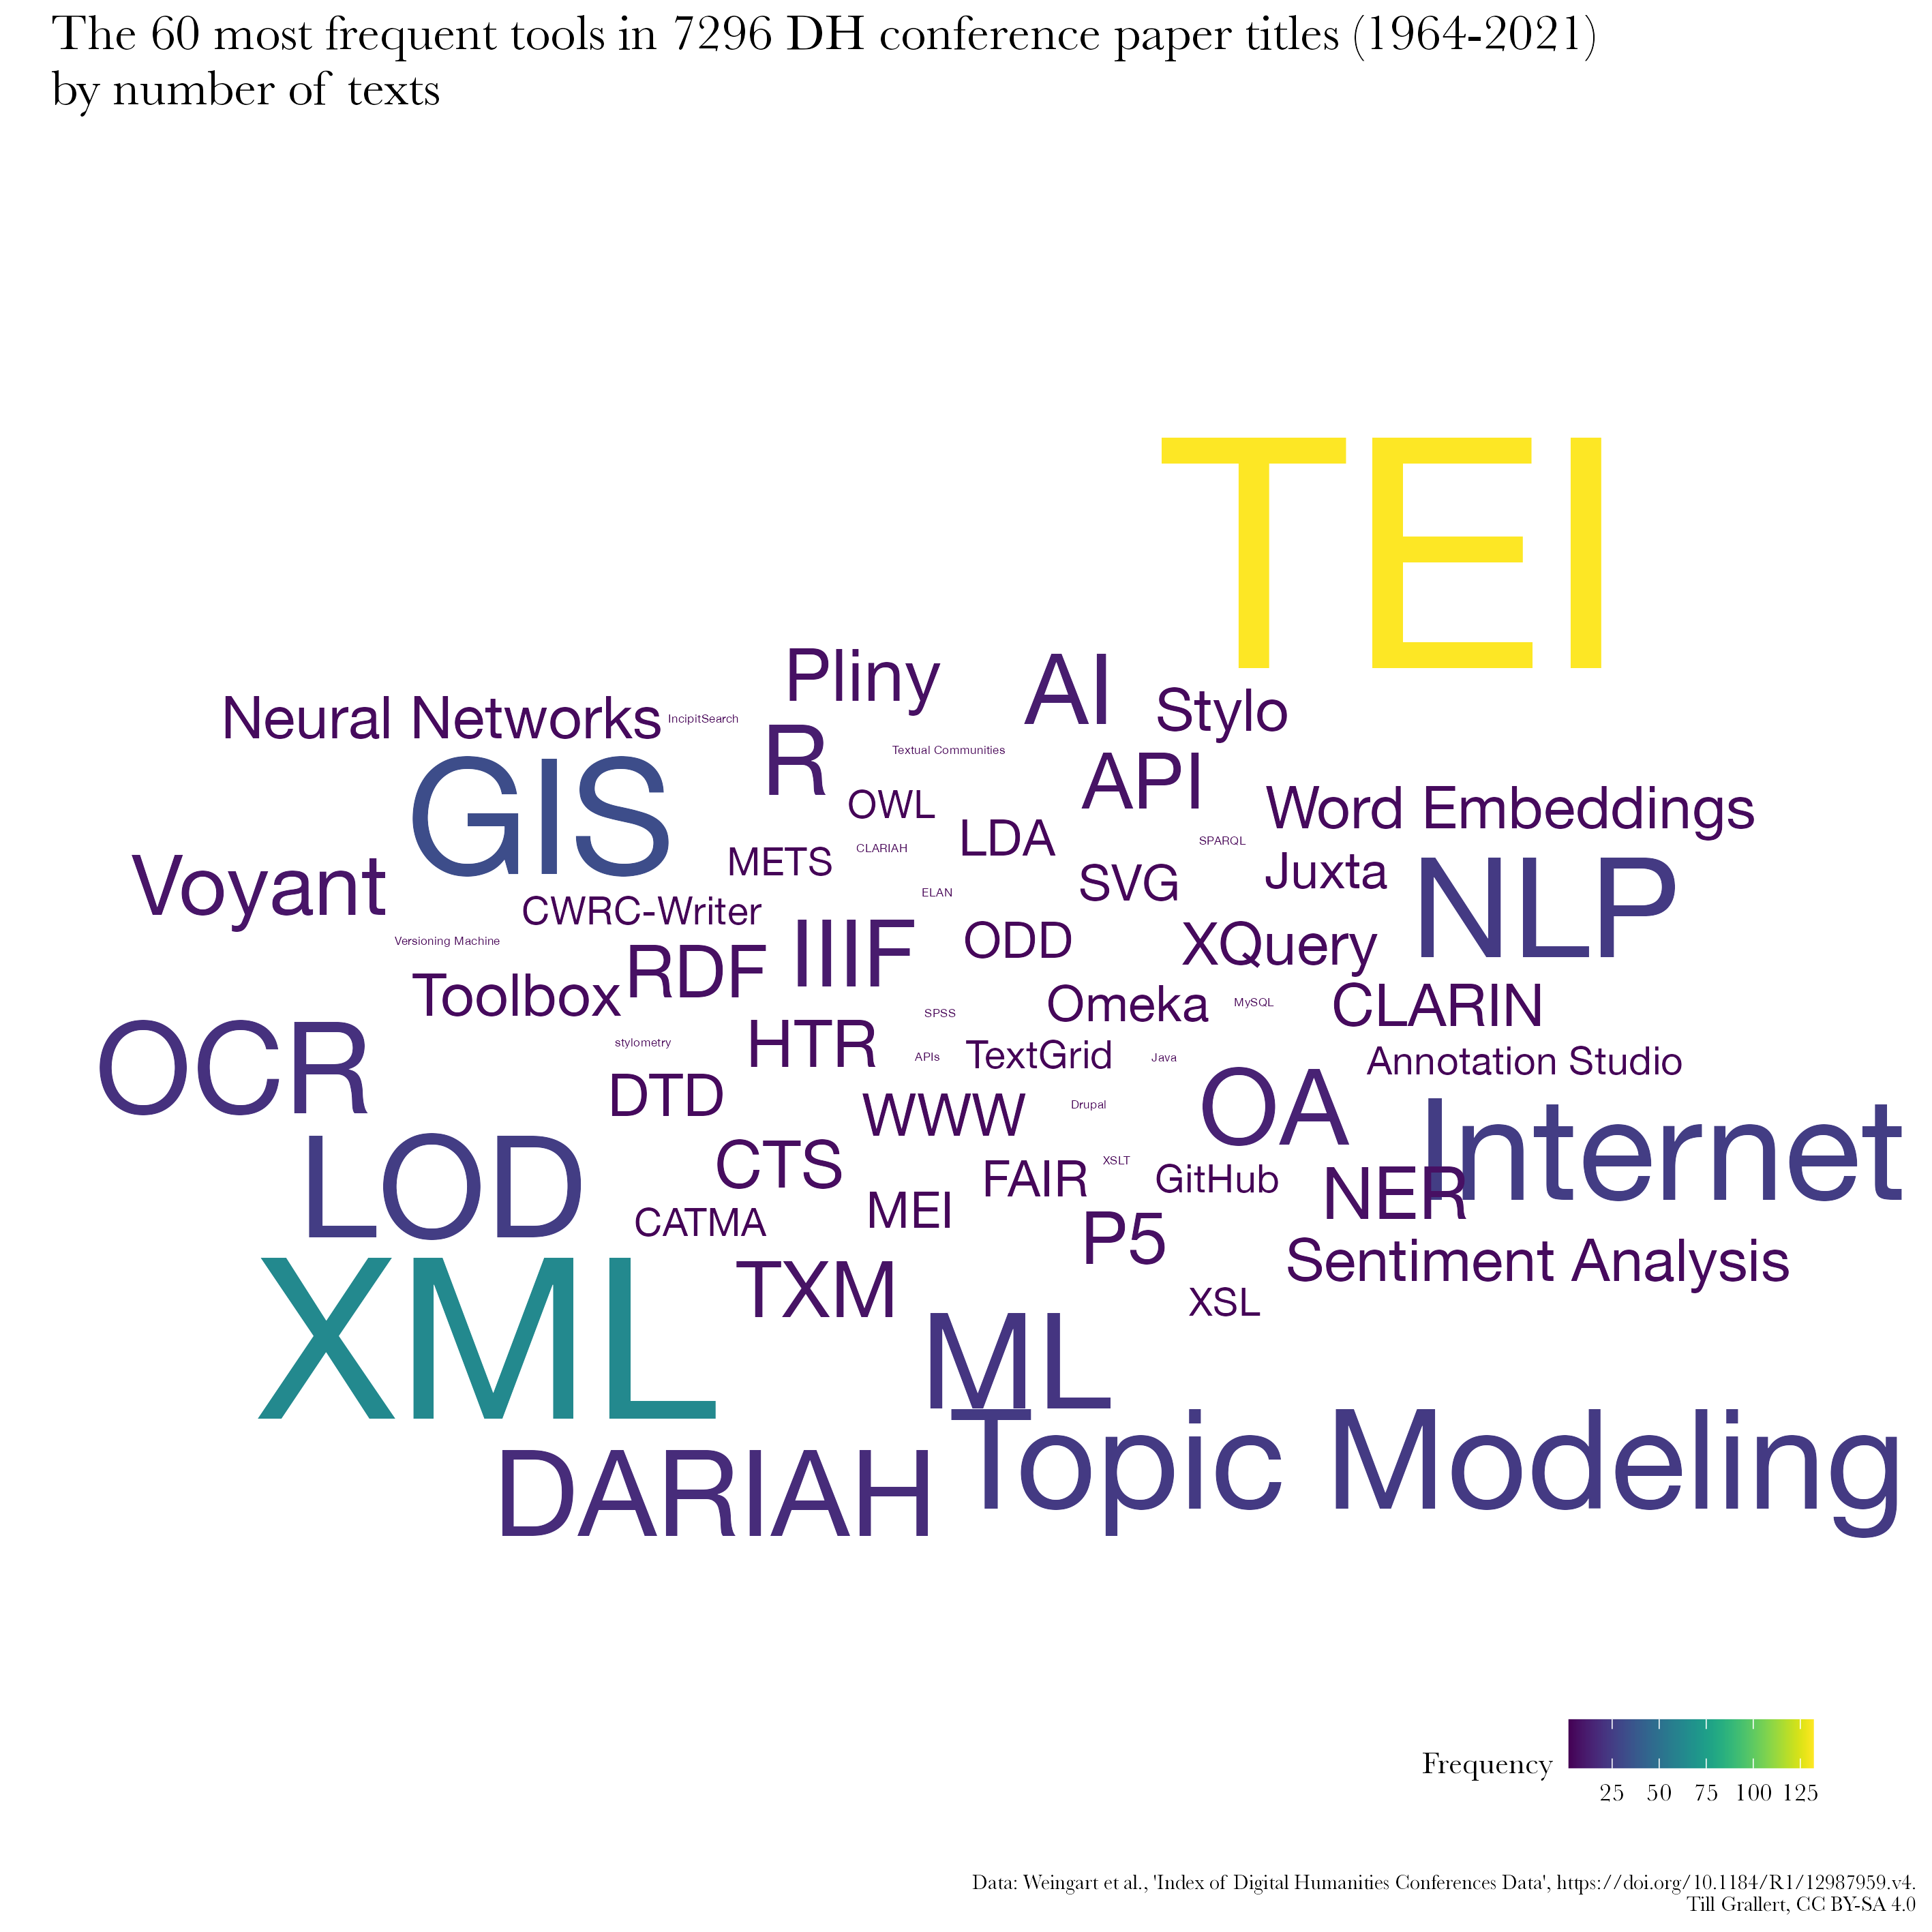 The 60 most frequent tools in 7296 DH conference paper titles (1964-2021)
by number of texts
TEI
Pliny
AI
Stylo
Neural Networks
IncipitSearch
R
Textual Communities
GIS
API
OWL
Word Embeddings
LDA
SPARQL
METS
CLARIAH
Juxta
Voyant
SVG
ELAN
NLP
CWRC-Writer
Versioning Machine
IIIF
ODD
XQuery
RDF
Toolbox
SPSS
Omeka
MySQL
CLARIN
stylometry
HTR
APIs
TextGrid
Java
Annotation Studio
OCR
DTD
WWW
Drupal
OA
Internet
LOD
CTS
FAIR
XSLT
GitHub
NER
CATMA
MEI
P5
Sentiment Analysis
XML
TXM
XSL
ML
Topic Modeling
DARIAH
Frequency
25 50 75 100 125
Data: Weingart et al., 'Index of Digital Humanities Conferences Data', https://doi.org/10.1184/R1/12987959.v4.
Till Grallert, CC BY-SA 4.0